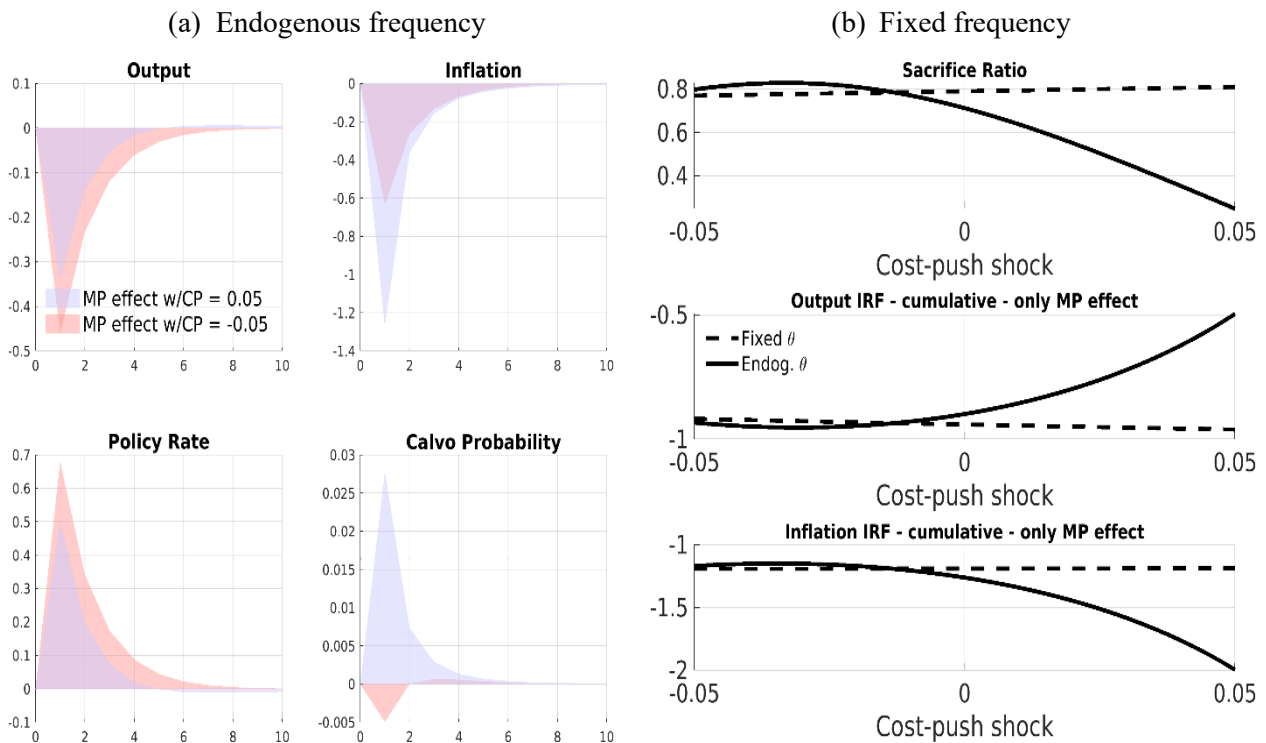 (a) Endogenous frequency
Output
0.1
0
-0.1
-0.2
-0.3
-0.4
-0.5
MP effect w/CP = 0.05
MP effect w/CP = -0.05
0 2 4 6 8 10
Inflation
0
-0.2
-0.4
-0.6
-0.8
-1
-1.2
-1.4
0 2 4 6 8 10
Policy Rate
0.7
0.6
0.5
0.4
0.3
0.2
0.1
0
-0.1
0 2 4 6 8 10
Calvo Probability
0.03
0.025
0.02
0.015
0.01
0.005
0
-0.005
0 2 4 6 8 10
(b) Fixed frequency
Sacrifice Ratio
0.8
0.6
0.4
-0.05 0 0.05
Cost-push shock
Output IRF - cumulative - only MP effect
-0.5
Fixed θ
Endog. θ
-1
-0.05 0 0.05
Cost-push shock
Inflation IRF - cumulative - only MP effect
-1
-1.5
-2
-0.05 0 0.05
Cost-push shock